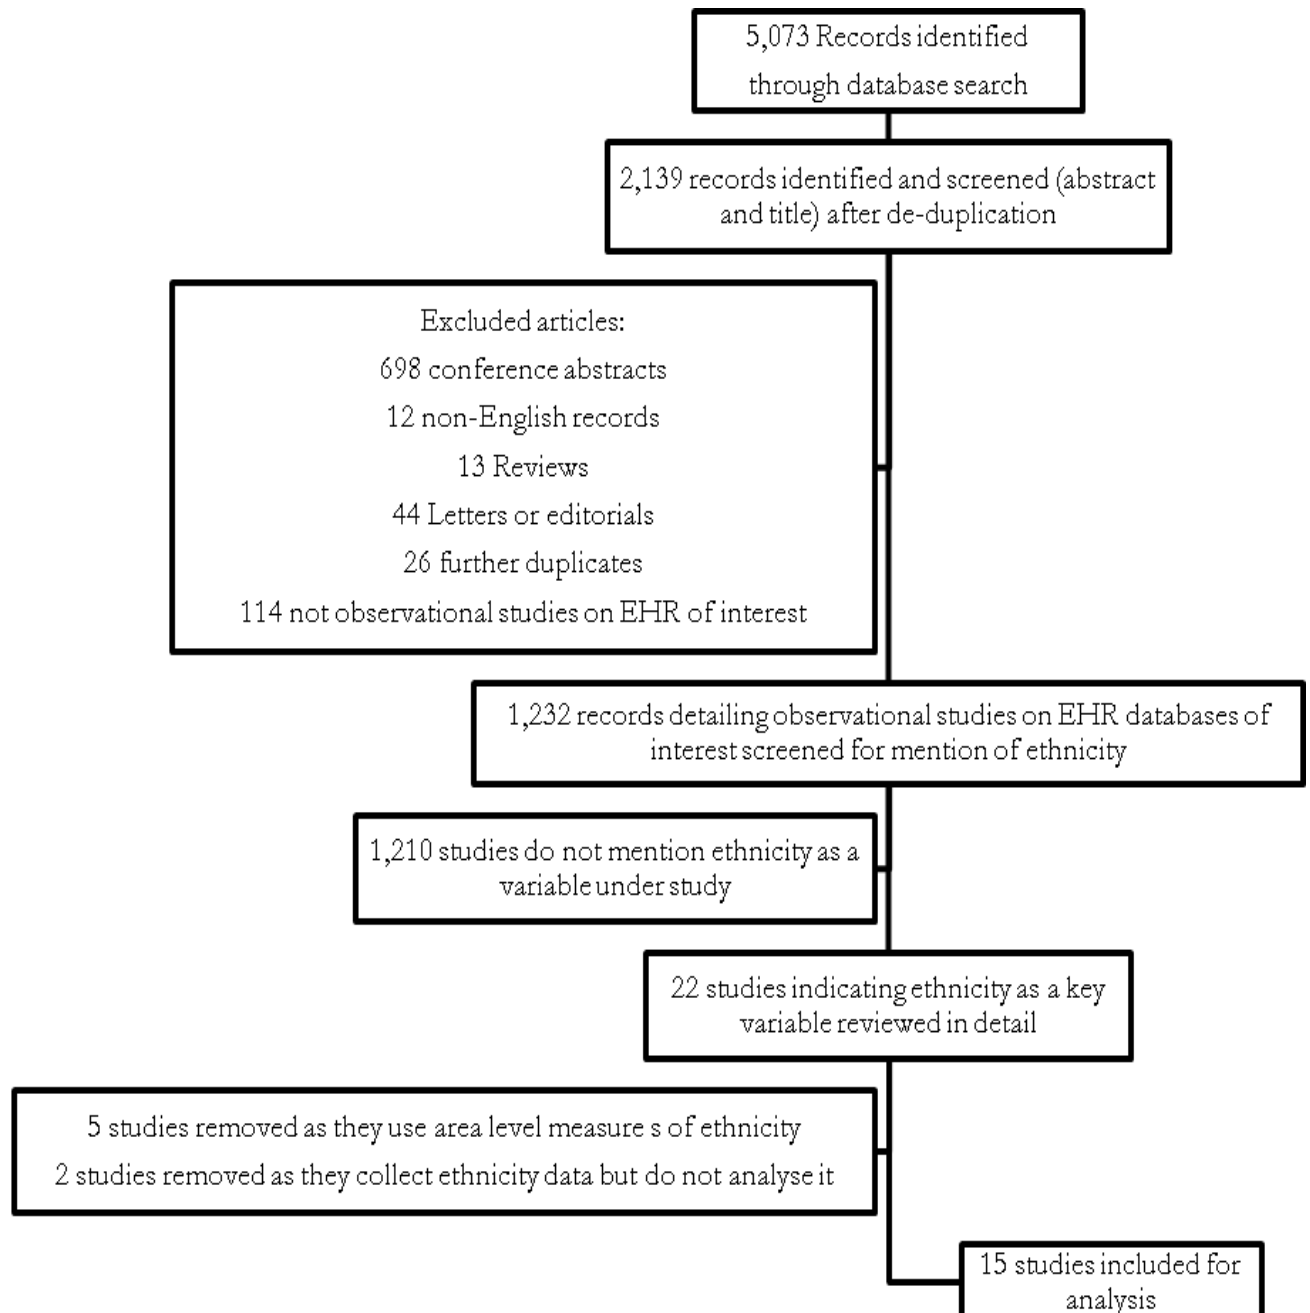 5,073 Records identified
through database search
2,139 records identified and screened (abstract
and title) after de-duplication
Excluded articles:
698 conference abstracts
12 non-English records
13 Reviews
44 Letters or editorials
26 further duplicates
114 not observational studies on EHR of interest
1,232 records detailing observational studies on EHR databases of
interest screened for mention of ethnicity
1,210 studies do not mention ethnicity as a
variable under study
22 studies indicating ethnicity as a key
variable reviewed in detail
5 studies removed as they use area level measure s of ethnicity
2 studies removed as they collect ethnicity data but do not analyse it
15 studies included for
analysis